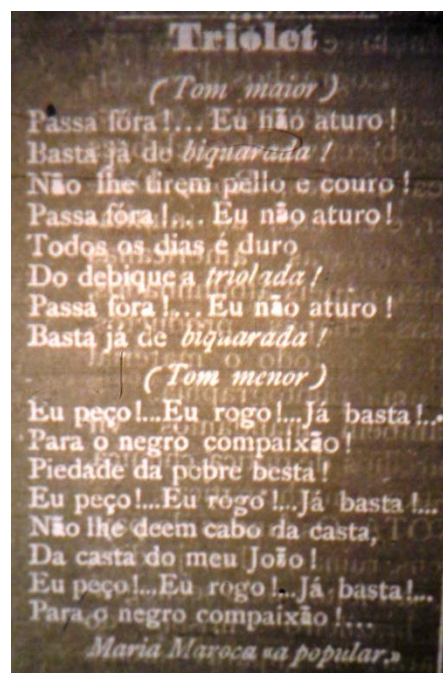 Triolet
(Tom maior)
Passa fóra!... Eu não aturo!
Basta já de biquarada!
Não lhe tirem pello e couro!
Passa fóra!... Eu não aturo!
Todos os dias é duro
Do debique a triolada!
Passa fora!... Eu não aturo!
Basta já de biquarada!
(Tom menor)
Eu peço!...Eu rogo!...Já basta!...
Para o negro compaixão!
Piedade da pobre besta!
Eu peço!...Eu rogo!...Já basta!...
Não lhe deem cabo da casta,
Da casta do meu João!
Eu peço!...Eu rogo!...Já basta!...
Para o negro compaixão!...
Maria Maroca «a popular.»